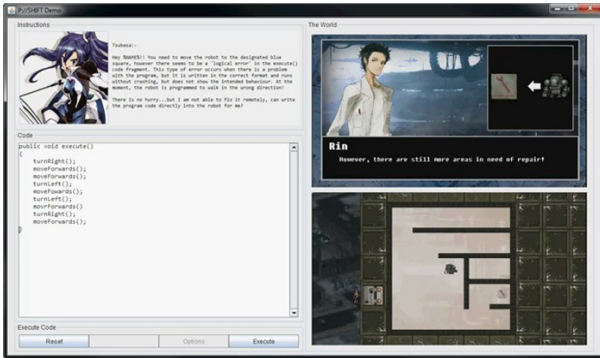 P://SHIFT Demo
Instructions
The World
Tsubasa:-
Hey %NAME%!! You need to move the robot to the designated blue
square, however there seems to be a 'logical error' in the execute()
code fragment. This type of error occurs when there is a problem
with the program, but it is written in the correct format and runs
without crashing, but does not show the intended behaviour. At the
moment, the robot is programmed to walk in the wrong direction!
There is no hurry...but I am not able to fix it remotely, can write
the program code directly into the robot for me?
Rin
However, there are still more areas in need of repair!
Code
public void execute()
{
turnRight();
moveForwards();
moveForwards();
turnLeft();
moveFowards();
turnLeft();
movrForwards()
turnRight();
moveForwards();
}
Execute Code
Reset
Options
Execute